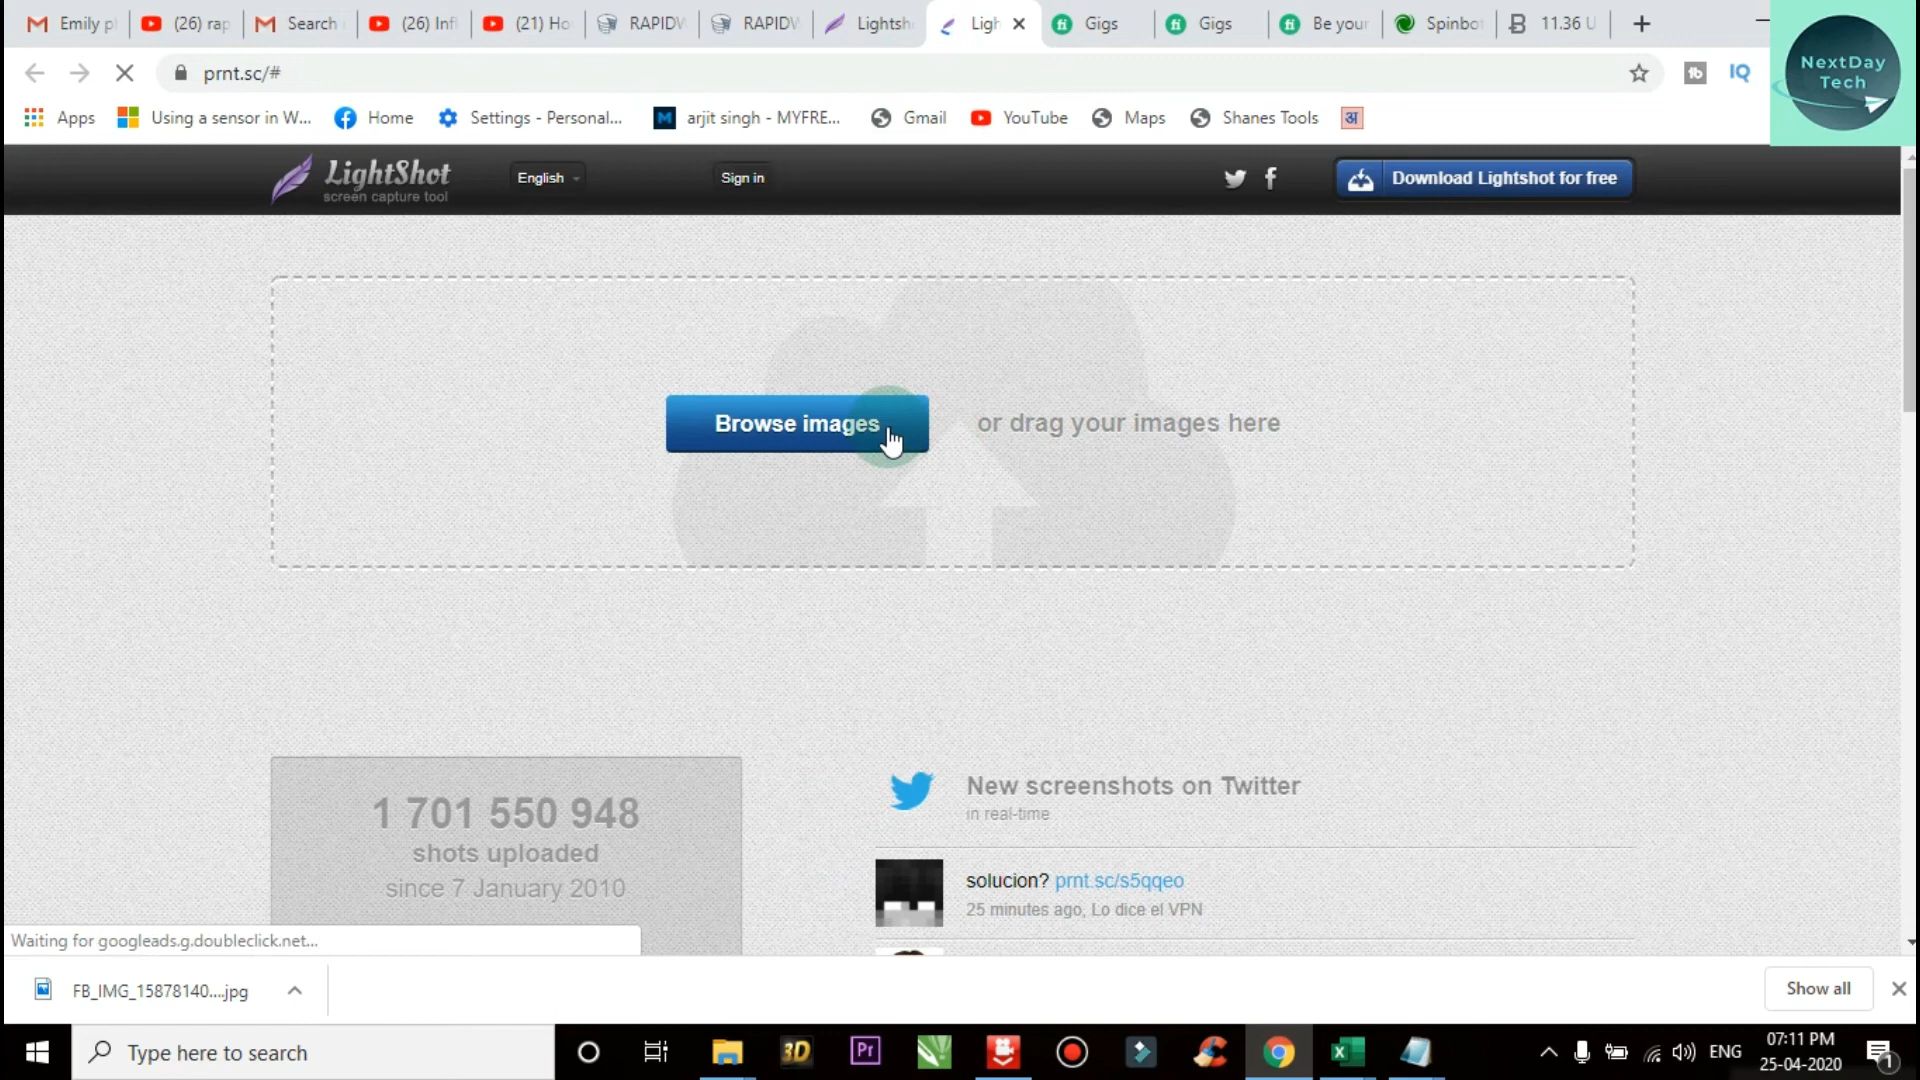 Emily p
(26) rap
Search
(26) Inf
(21) Ho
RAPIDW
RAPIDW
Lightsh
Ligh
Gigs
Gigs
Be your
Spinbot
11.36 U
prnt.sc/#
IQ
NextDay
Tech
Apps
Using a sensor in W...
Home
Settings - Personal...
M
arjit singh - MYFRE...
Gmail
YouTube
Maps
Shanes Tools
अ
LightShot
screen capture tool
English
Sign in
Download Lightshot for free
Browse images
or drag your images here
1 701 550 948
shots uploaded
since 7 January 2010
New screenshots on Twitter
in real-time
solucion? prnt.sc/s5qqeo
25 minutes ago, Lo dice el VPN
Waiting for googleads.g.doubleclick.net...
FB_IMG_15878140....jpg
Show all
Type here to search
3D
Pr
ENG
07:11 PM
25-04-2020
1